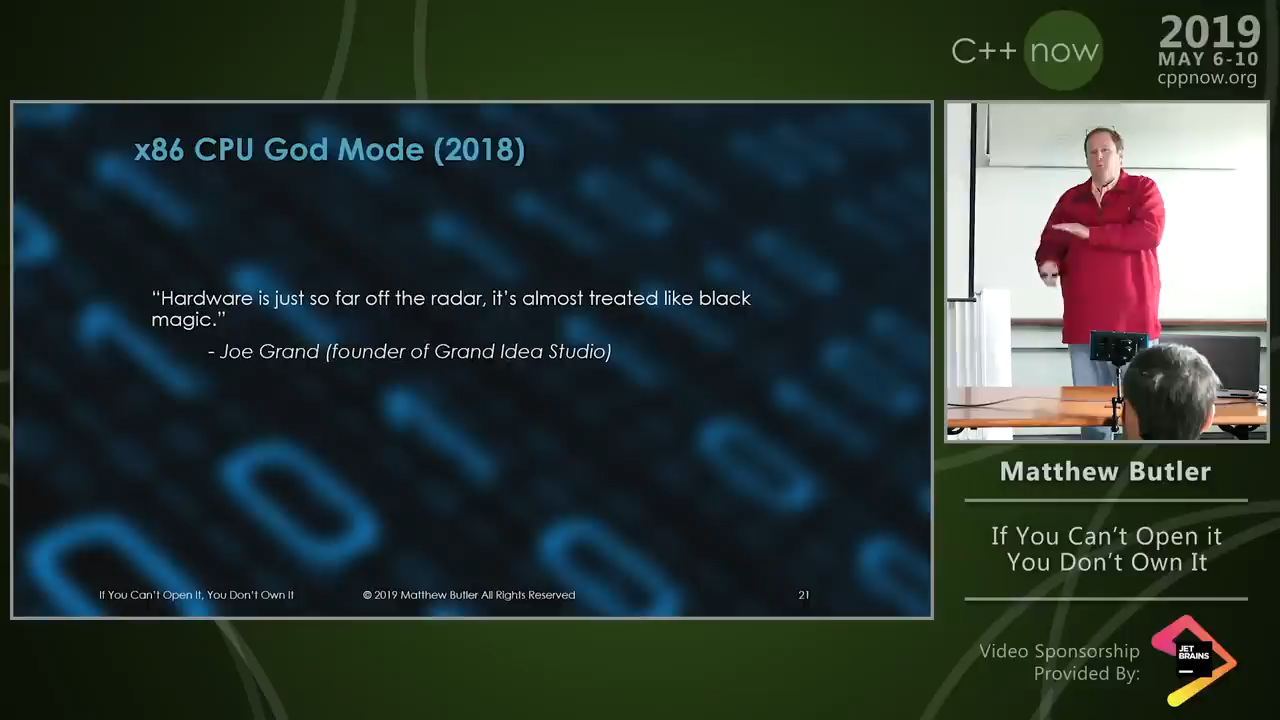 C++ now
2019
MAY 6-10
cppnow.org
x86 CPU God Mode (2018)
“Hardware is just so far off the radar, it’s almost treated like black
magic.”
- Joe Grand (founder of Grand Idea Studio)
If You Can’t Open It, You Don’t Own It
© 2019 Matthew Butler All Rights Reserved
21
Matthew Butler
If You Can’t Open it
You Don’t Own It
Video Sponsorship
Provided By:
JET
BRAINS